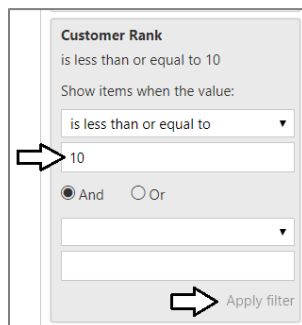 Customer Rank
is less than or equal to 10
Show items when the value:
is less than or equal to
10
And Or
Apply filter